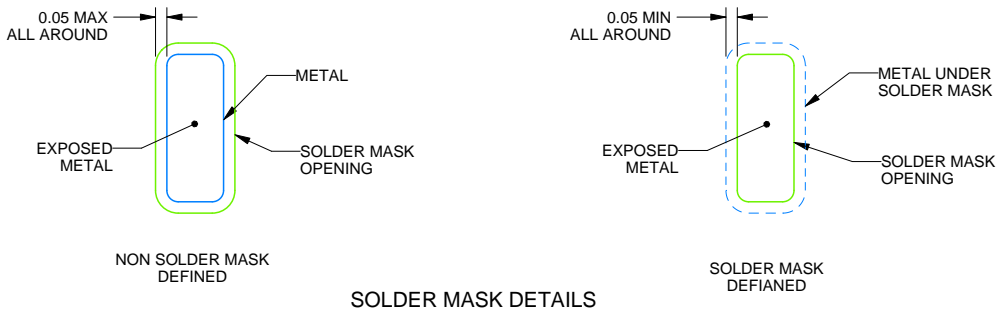 0.05 MAX
ALL AROUND
METAL
EXPOSED
METAL
SOLDER MASK
OPENING
NON SOLDER MASK
DEFINED
0.05 MIN
ALL AROUND
METAL UNDER
SOLDER MASK
EXPOSED
METAL
SOLDER MASK
OPENING
SOLDER MASK
DEFIANED
SOLDER MASK DETAILS